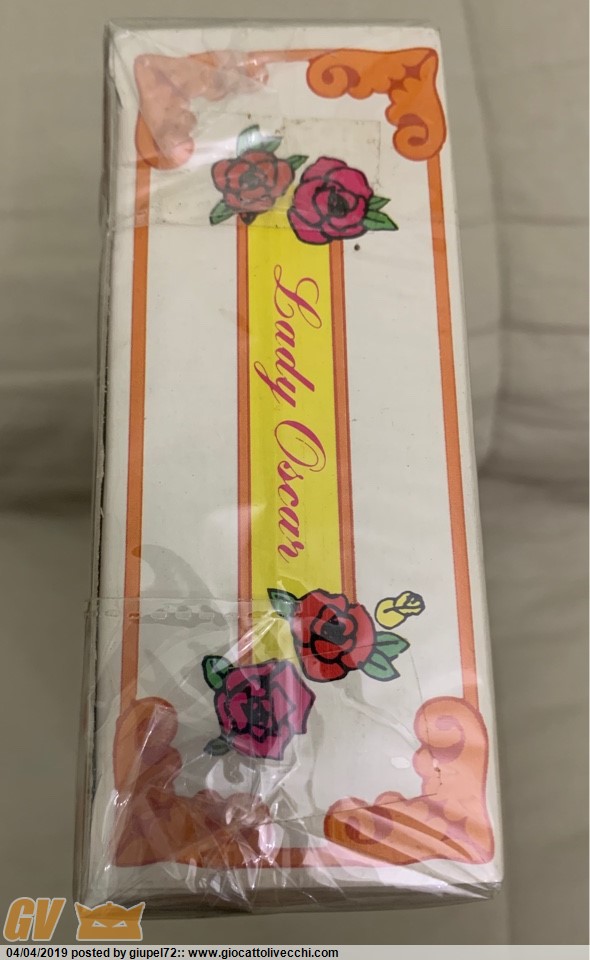 Lady Oscar
GV
04/04/2019 posted by giupel72:: www.giocattolivecchi.com